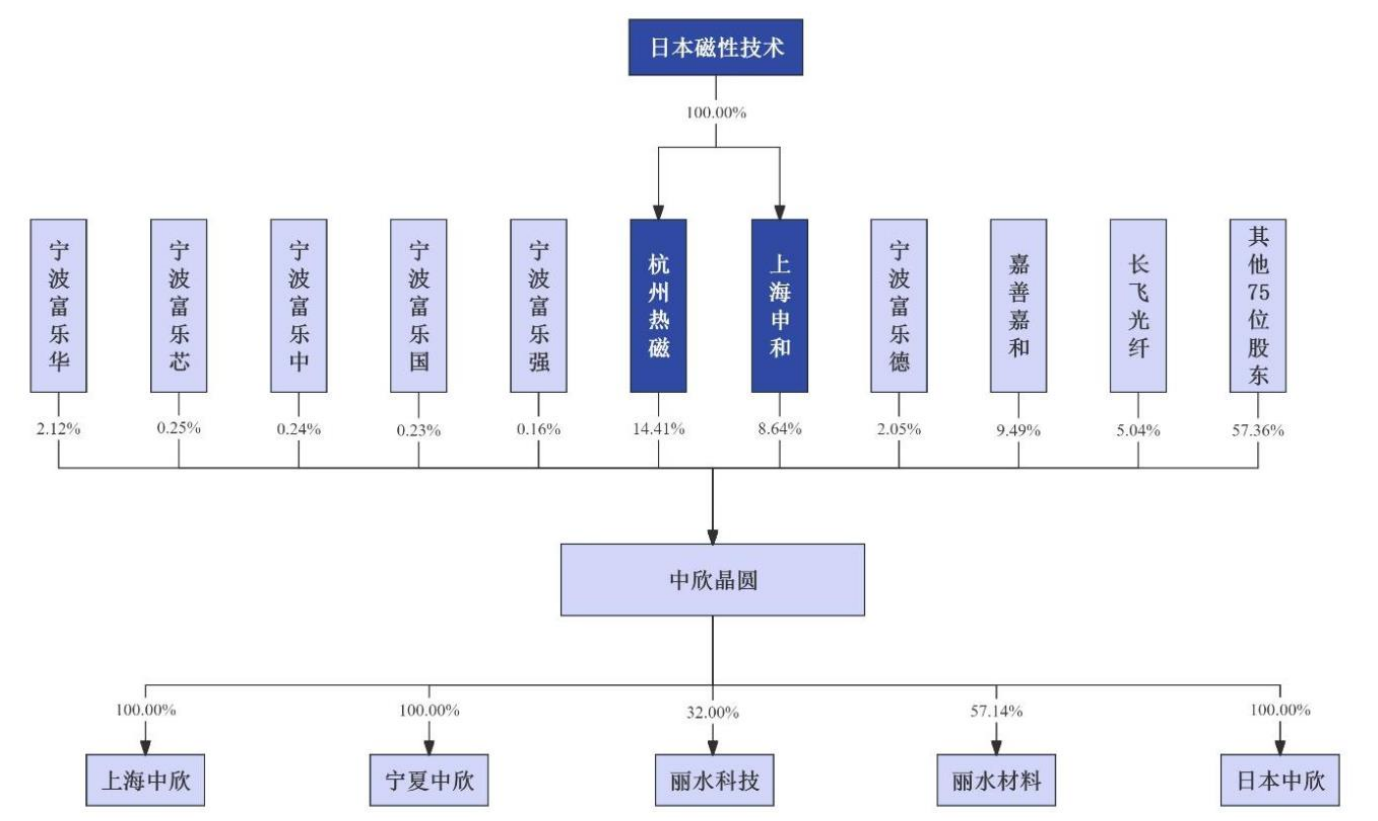 日本磁性技术
100.00%
宁波富乐华
宁波富乐芯
宁波富乐中
宁波富乐国
宁波富乐强
杭州热磁
上海申和
宁波富乐德
嘉善嘉和
长飞光纤
其他75位股东
2.12%
0.25%
0.24%
0.23%
0.16%
14.41%
8.64%
2.05%
9.49%
5.04%
57.36%
中欣晶圆
100.00%
100.00%
32.00%
57.14%
100.00%
上海中欣
宁夏中欣
丽水科技
丽水材料
日本中欣